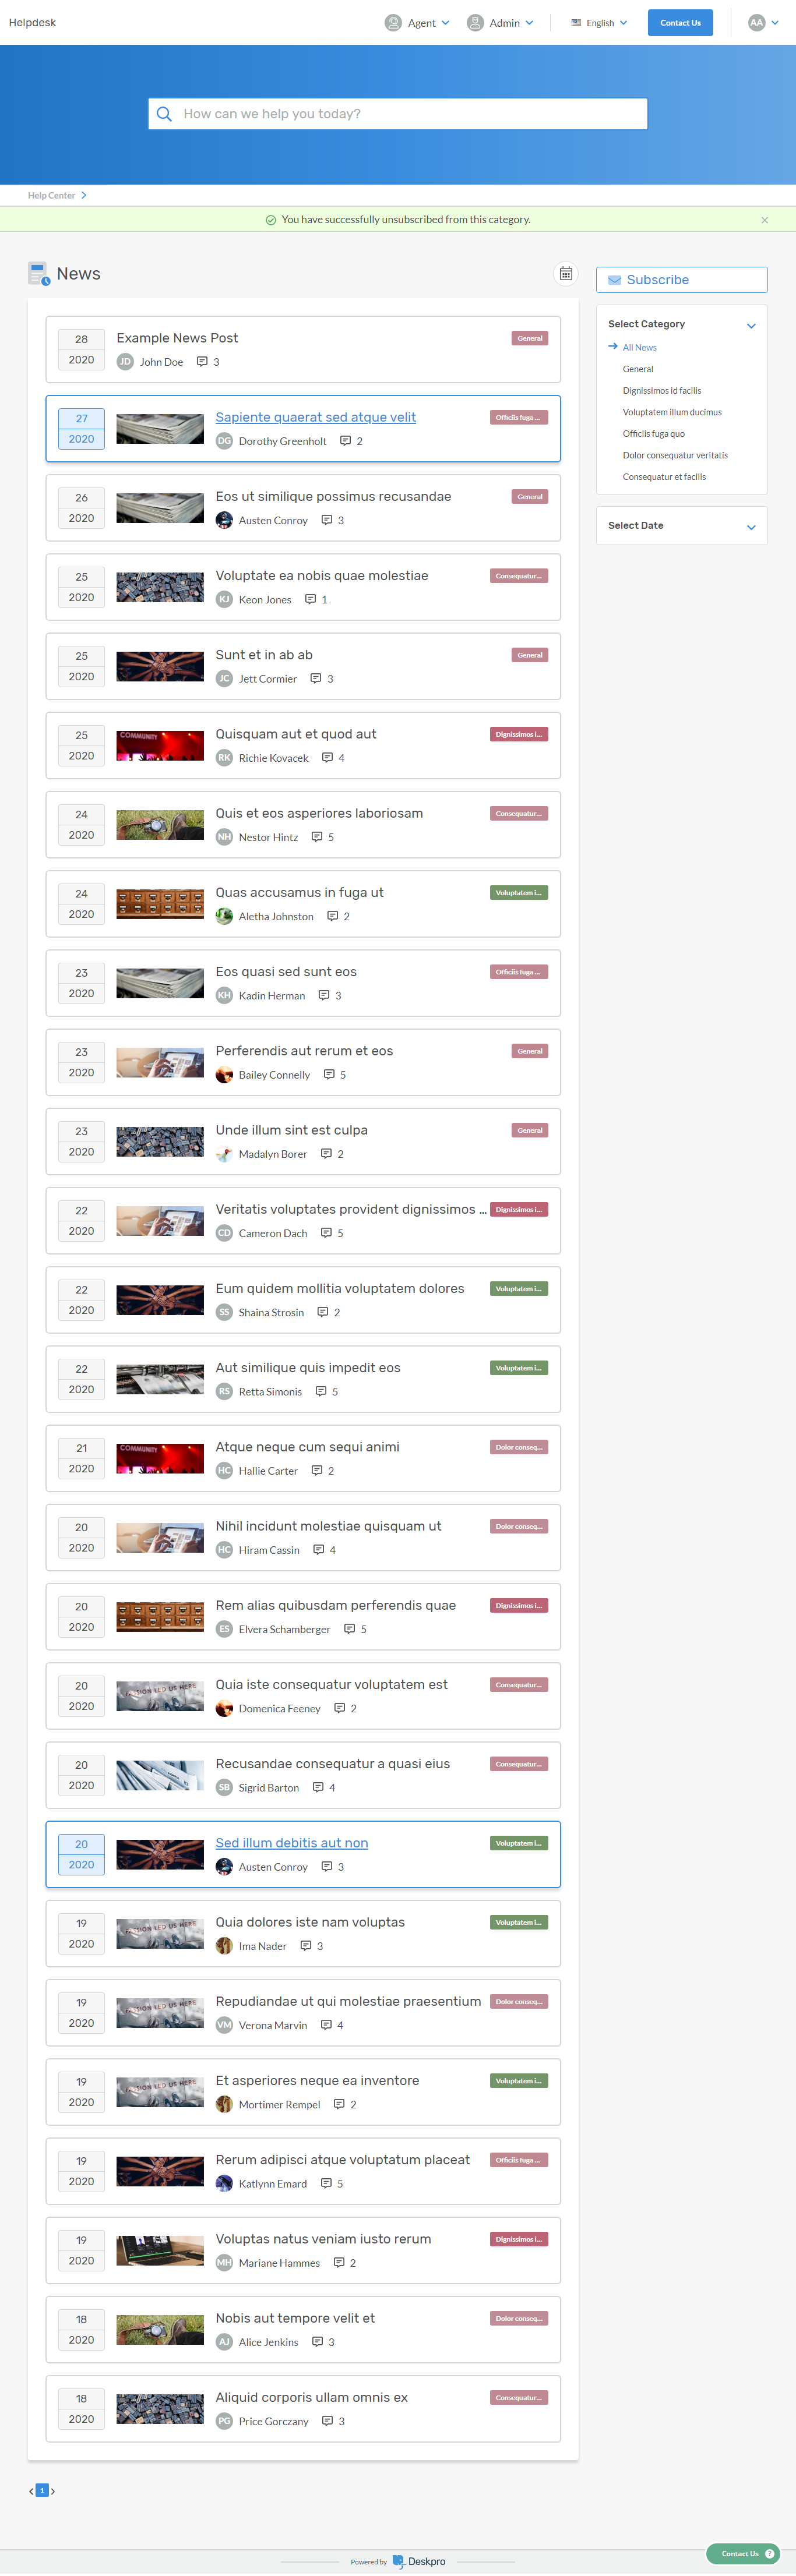 Helpdesk
Agent
Admin
English
Contact Us
AA
How can we help you today?
Help Center
You have successfully unsubscribed from this category.
News
Subscribe
Select Category
All News
General
Dignissimos id facilis
Voluptatem illum ducimus
Officiis fuga quo
Dolor consequatur veritatis
Consequatur et facilis
Select Date
28
2020
Example News Post
General
JD John Doe 3
27
2020
Sapiente quaerat sed atque velit
Officiis fuga ...
DG Dorothy Greenholt 2
26
2020
Eos ut similique possimus recusandae
General
Austen Conroy 3
25
2020
Voluptate ea nobis quae molestiae
Consequatur...
KJ Keon Jones 1
25
2020
Sunt et in ab ab
General
JC Jett Cormier 3
25
2020
COMMUNITY
Quisquam aut et quod aut
Dignissimos i...
RK Richie Kovacek 4
24
2020
Quis et eos asperiores laboriosam
Consequatur...
NH Nestor Hintz 5
24
2020
Quas accusamus in fuga ut
Voluptatem i...
Aletha Johnston 2
23
2020
Eos quasi sed sunt eos
Officiis fuga ...
KH Kadin Herman 3
23
2020
Perferendis aut rerum et eos
General
Bailey Connelly 5
23
2020
Unde illum sint est culpa
General
Madalyn Borer 2
22
2020
Veritatis voluptates provident dignissimos ...
Dignissimos i...
CD Cameron Dach 5
22
2020
Eum quidem mollitia voluptatem dolores
Voluptatem i...
SS Shaina Strosin 2
22
2020
Aut similique quis impedit eos
Voluptatem i...
RS Retta Simonis 5
21
2020
COMMUNITY
Atque neque cum sequi animi
Dolor conseq...
HC Hallie Carter 2
20
2020
Nihil incidunt molestiae quisquam ut
Dolor conseq...
HC Hiram Cassin 4
20
2020
Rem alias quibusdam perferendis quae
Dignissimos i...
ES Elvera Schamberger 5
20
2020
LED US HERE
Quia iste consequatur voluptatem est
Consequatur...
Domenica Feeney 2
20
2020
Recusandae consequatur a quasi eius
Consequatur...
SB Sigrid Barton 4
20
2020
Sed illum debitis aut non
Voluptatem i...
Austen Conroy 3
19
2020
LED US HERE
Quia dolores iste nam voluptas
Voluptatem i...
Ima Nader 3
19
2020
LED US HERE
Repudiandae ut qui molestiae praesentium
Dolor conseq...
VM Verona Marvin 4
19
2020
LED US HERE
Et asperiores neque ea inventore
Voluptatem i...
Mortimer Rempel 2
19
2020
Rerum adipisci atque voluptatum placeat
Officiis fuga ...
Katlynn Emard 5
19
2020
Voluptas natus veniam iusto rerum
Dignissimos i...
MH Mariane Hammes 2
18
2020
Nobis aut tempore velit et
Dolor conseq...
AJ Alice Jenkins 3
18
2020
Aliquid corporis ullam omnis ex
Consequatur...
PG Price Gorczany 3
1
Contact Us ?
Powered by Deskpro